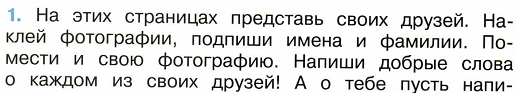 1. На этих страницах представь своих друзей. На-
клей фотографии, подпиши имена и фамилии. По-
мести и свою фотографию. Напиши добрые слова
о каждом из своих друзей! А о тебе пусть напи-